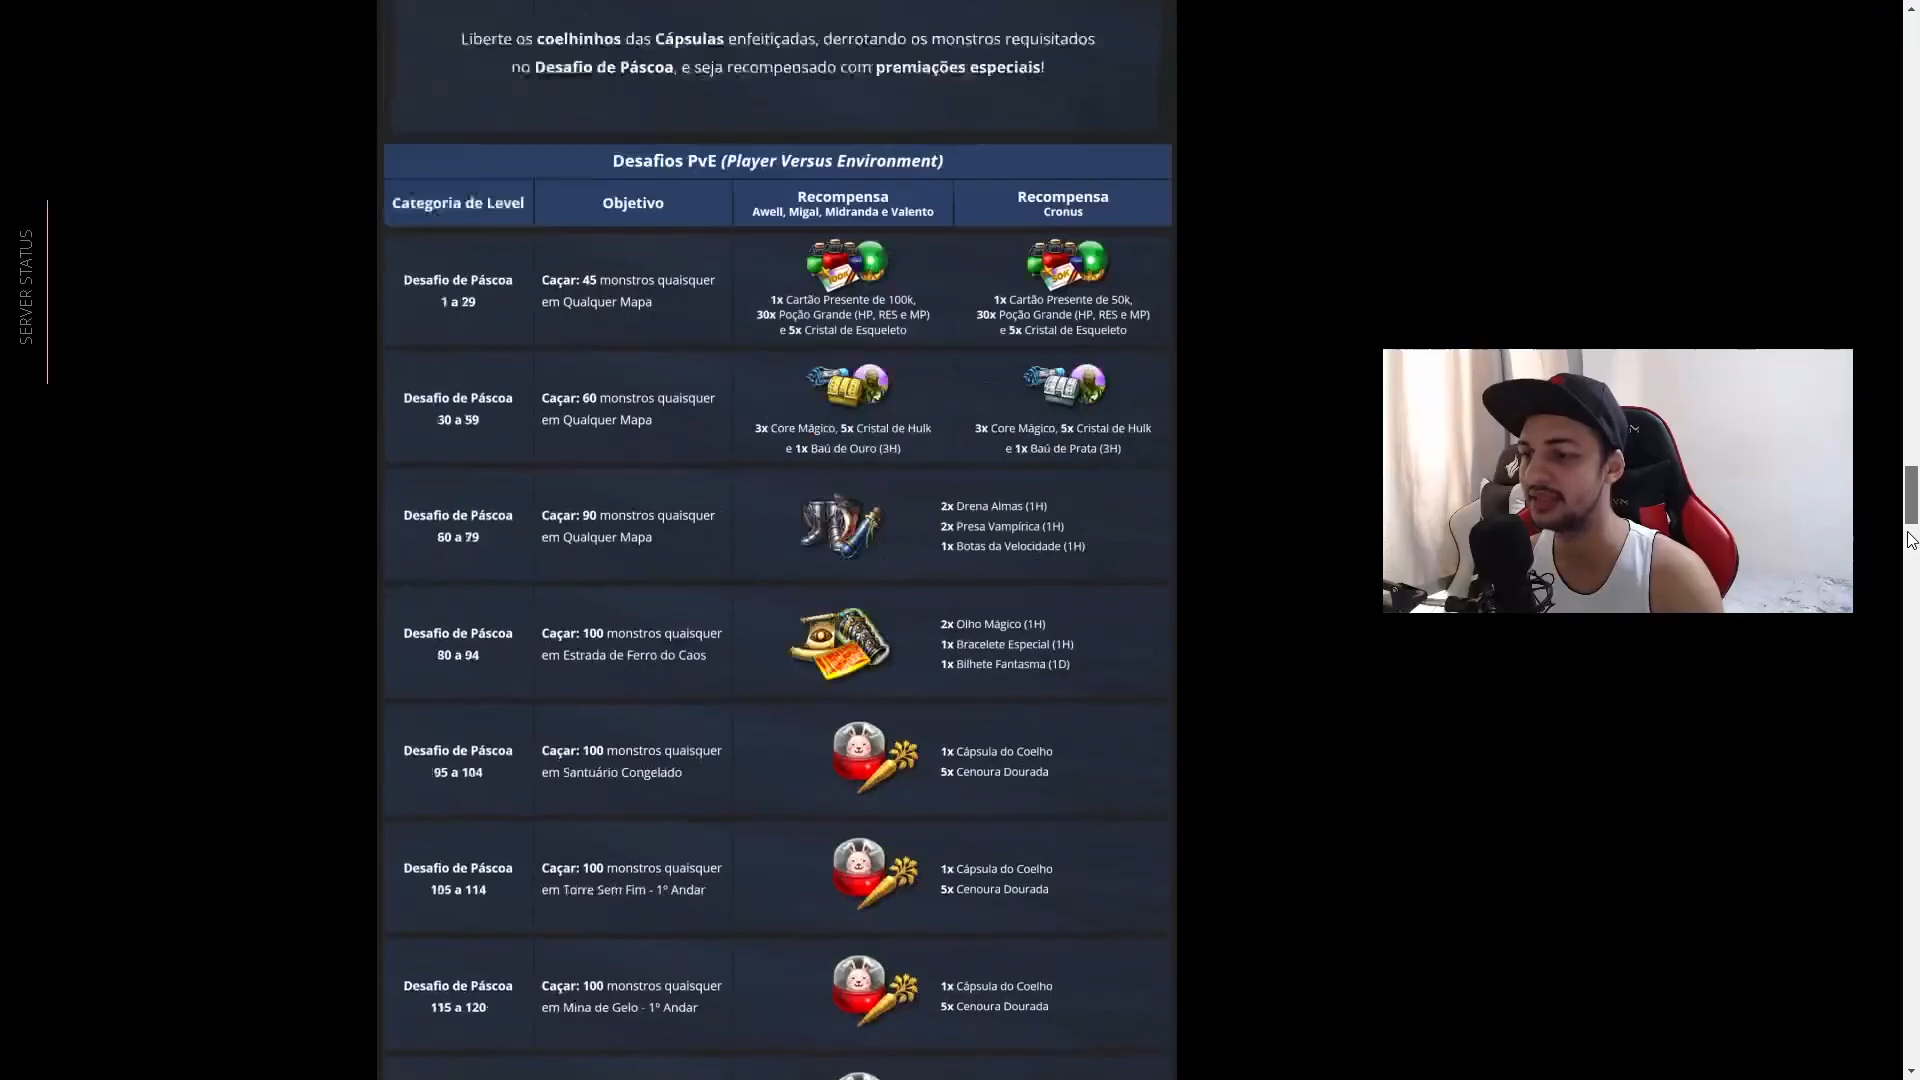 Liberte os coelhinhos das Cápsulas enfeitiçadas, derrotando os monstros requisitados
no Desafio de Páscoa, e seja recompensado com premiações especiais!
SERVER STATUS
Desafios PvE (Player Versus Environment)
Categoria de Level
Objetivo
Recompensa
Awell, Migal, Midranda e Valento
Recompensa
Cronus
Desafio de Páscoa
1 a 29
Caçar: 45 monstros quaisquer
em Qualquer Mapa
100K
1x Cartão Presente de 100k,
30x Poção Grande (HP, RES e MP)
e 5x Cristal de Esqueleto
50K
1x Cartão Presente de 50k,
30x Poção Grande (HP, RES e MP)
e 5x Cristal de Esqueleto
Desafio de Páscoa
30 a 59
Caçar: 60 monstros quaisquer
em Qualquer Mapa
3x Core Mágico, 5x Cristal de Hulk
e 1x Baú de Ouro (3H)
3x Core Mágico, 5x Cristal de Hulk
e 1x Baú de Prata (3H)
Desafio de Páscoa
60 a 79
Caçar: 90 monstros quaisquer
em Qualquer Mapa
2x Drena Almas (1H)
2x Presa Vampírica (1H)
1x Botas da Velocidade (1H)
Desafio de Páscoa
80 a 94
Caçar: 100 monstros quaisquer
em Estrada de Ferro do Caos
2x Olho Mágico (1H)
1x Bracelete Especial (1H)
1x Bilhete Fantasma (1D)
Desafio de Páscoa
95 a 104
Caçar: 100 monstros quaisquer
em Santuário Congelado
1x Cápsula do Coelho
5x Cenoura Dourada
Desafio de Páscoa
105 a 114
Caçar: 100 monstros quaisquer
em Torre Sem Fim - 1º Andar
1x Cápsula do Coelho
5x Cenoura Dourada
Desafio de Páscoa
115 a 120
Caçar: 100 monstros quaisquer
em Mina de Gelo - 1º Andar
1x Cápsula do Coelho
5x Cenoura Dourada